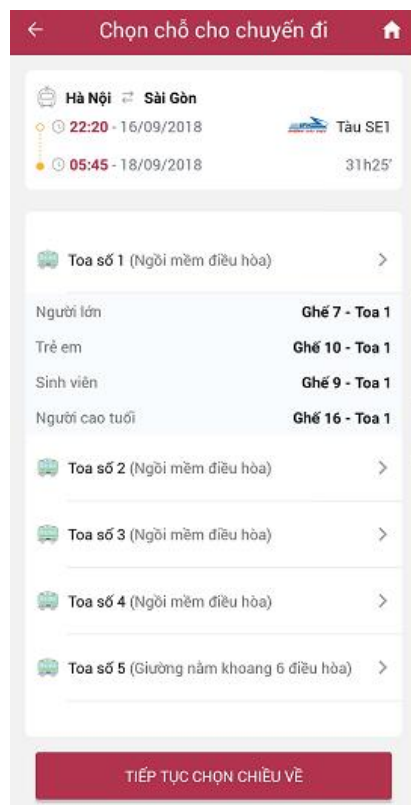 Chọn chỗ cho chuyến đi
Hà Nội ⇄ Sài Gòn
22:20 - 16/09/2018 Tàu SE1
05:45 - 18/09/2018 31h25'
Toa số 1 (Ngồi mềm điều hòa)
Người lớn Ghế 7 - Toa 1
Trẻ em Ghế 10 - Toa 1
Sinh viên Ghế 9 - Toa 1
Người cao tuổi Ghế 16 - Toa 1
Toa số 2 (Ngồi mềm điều hòa)
Toa số 3 (Ngồi mềm điều hòa)
Toa số 4 (Ngồi mềm điều hòa)
Toa số 5 (Giường nằm khoang 6 điều hòa)
TIẾP TỤC CHỌN CHIỀU VỀ